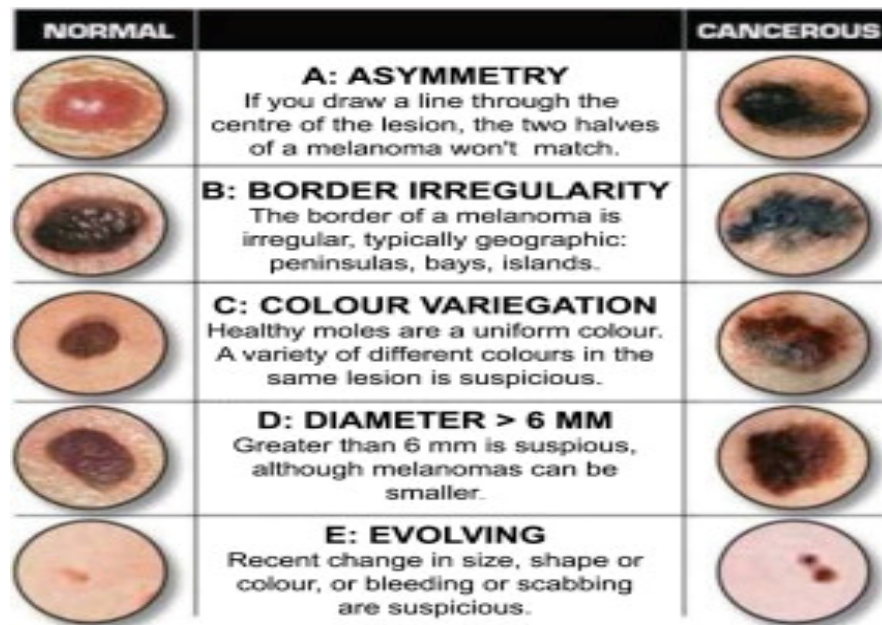 NORMAL
CANCEROUS
A: ASYMMETRY
If you draw a line through the
centre of the lesion, the two halves
of a melanoma won't match.
B: BORDER IRREGULARITY
The border of a melanoma is
irregular, typically geographic:
peninsulas, bays, islands.
C: COLOUR VARIEGATION
Healthy moles are a uniform colour.
A variety of different colours in the
same lesion is suspicious.
D: DIAMETER > 6 MM
Greater than 6 mm is suspious,
although melanomas can be
smaller.
E: EVOLVING
Recent change in size, shape or
colour, or bleeding or scabbing
are suspicious.